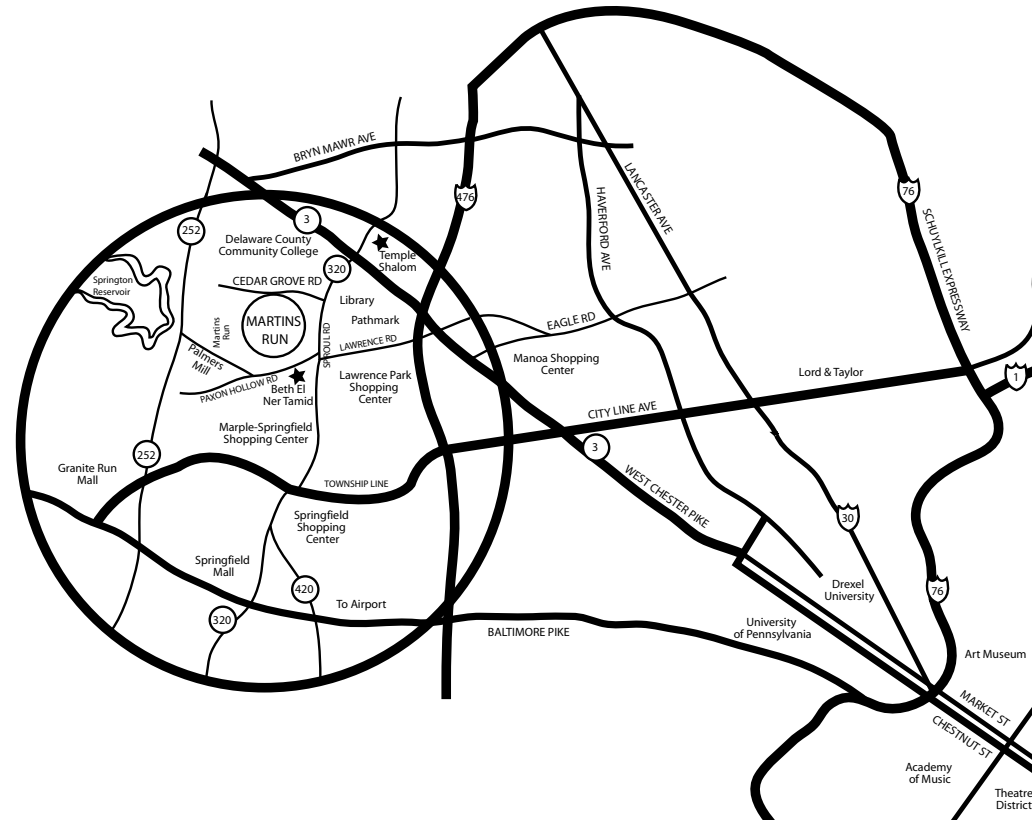 BRYN MAWR AVE
476
76
LANCASTER AVE
HAVERFORD AVE
SCHUYLKILL EXPRESSWAY
252
3
Delaware County
Community College
Temple
Shalom
320
Springton
Reservoir
CEDAR GROVE RD
Library
MARTINS
RUN
Martins
Run
Pathmark
SPROUL RD
LAWRENCE RD
EAGLE RD
Palmers
Mill
PAXON HOLLOW RD
Beth El
Ner Tamid
Lawrence Park
Shopping
Center
Manoa Shopping
Center
Lord & Taylor
1
CITY LINE AVE
Marple-Springfield
Shopping Center
3
252
Granite Run
Mall
TOWNSHIP LINE
WEST CHESTER PIKE
Springfield
Shopping
Center
30
Springfield
Mall
420
To Airport
320
BALTIMORE PIKE
Drexel
University
76
University
of Pennsylvania
Art Museum
MARKET ST
CHESTNUT ST
Academy
of Music
Theatre
District